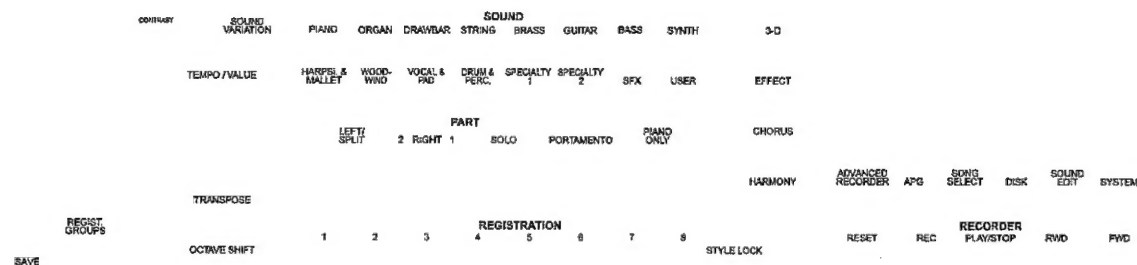 SOUND
CONTRAST SOUND VARIATION PIANO ORGAN DRAWBAR STRING BRASS GUITAR BASS SYNTH 3-D
TEMPO / VALUE HARPSI. & MALLET WOOD-WIND VOCAL & PAD DRUM & PERC. SPECIALTY 1 SPECIALTY 2 SFX USER EFFECT
PART
LEFT/ SPLIT 2 RIGHT 1 SOLO PORTAMENTO PIANO ONLY CHORUS
HARMONY ADVANCED RECORDER APG SONG SELECT DISK SOUND EDIT SYSTEM
TRANSPOSE
REGIST. GROUPS REGISTRATION RECORDER
1 2 3 4 5 6 7 8
OCTAVE SHIFT STYLE LOCK RESET REC PLAY/STOP RWD FWD
SAVE